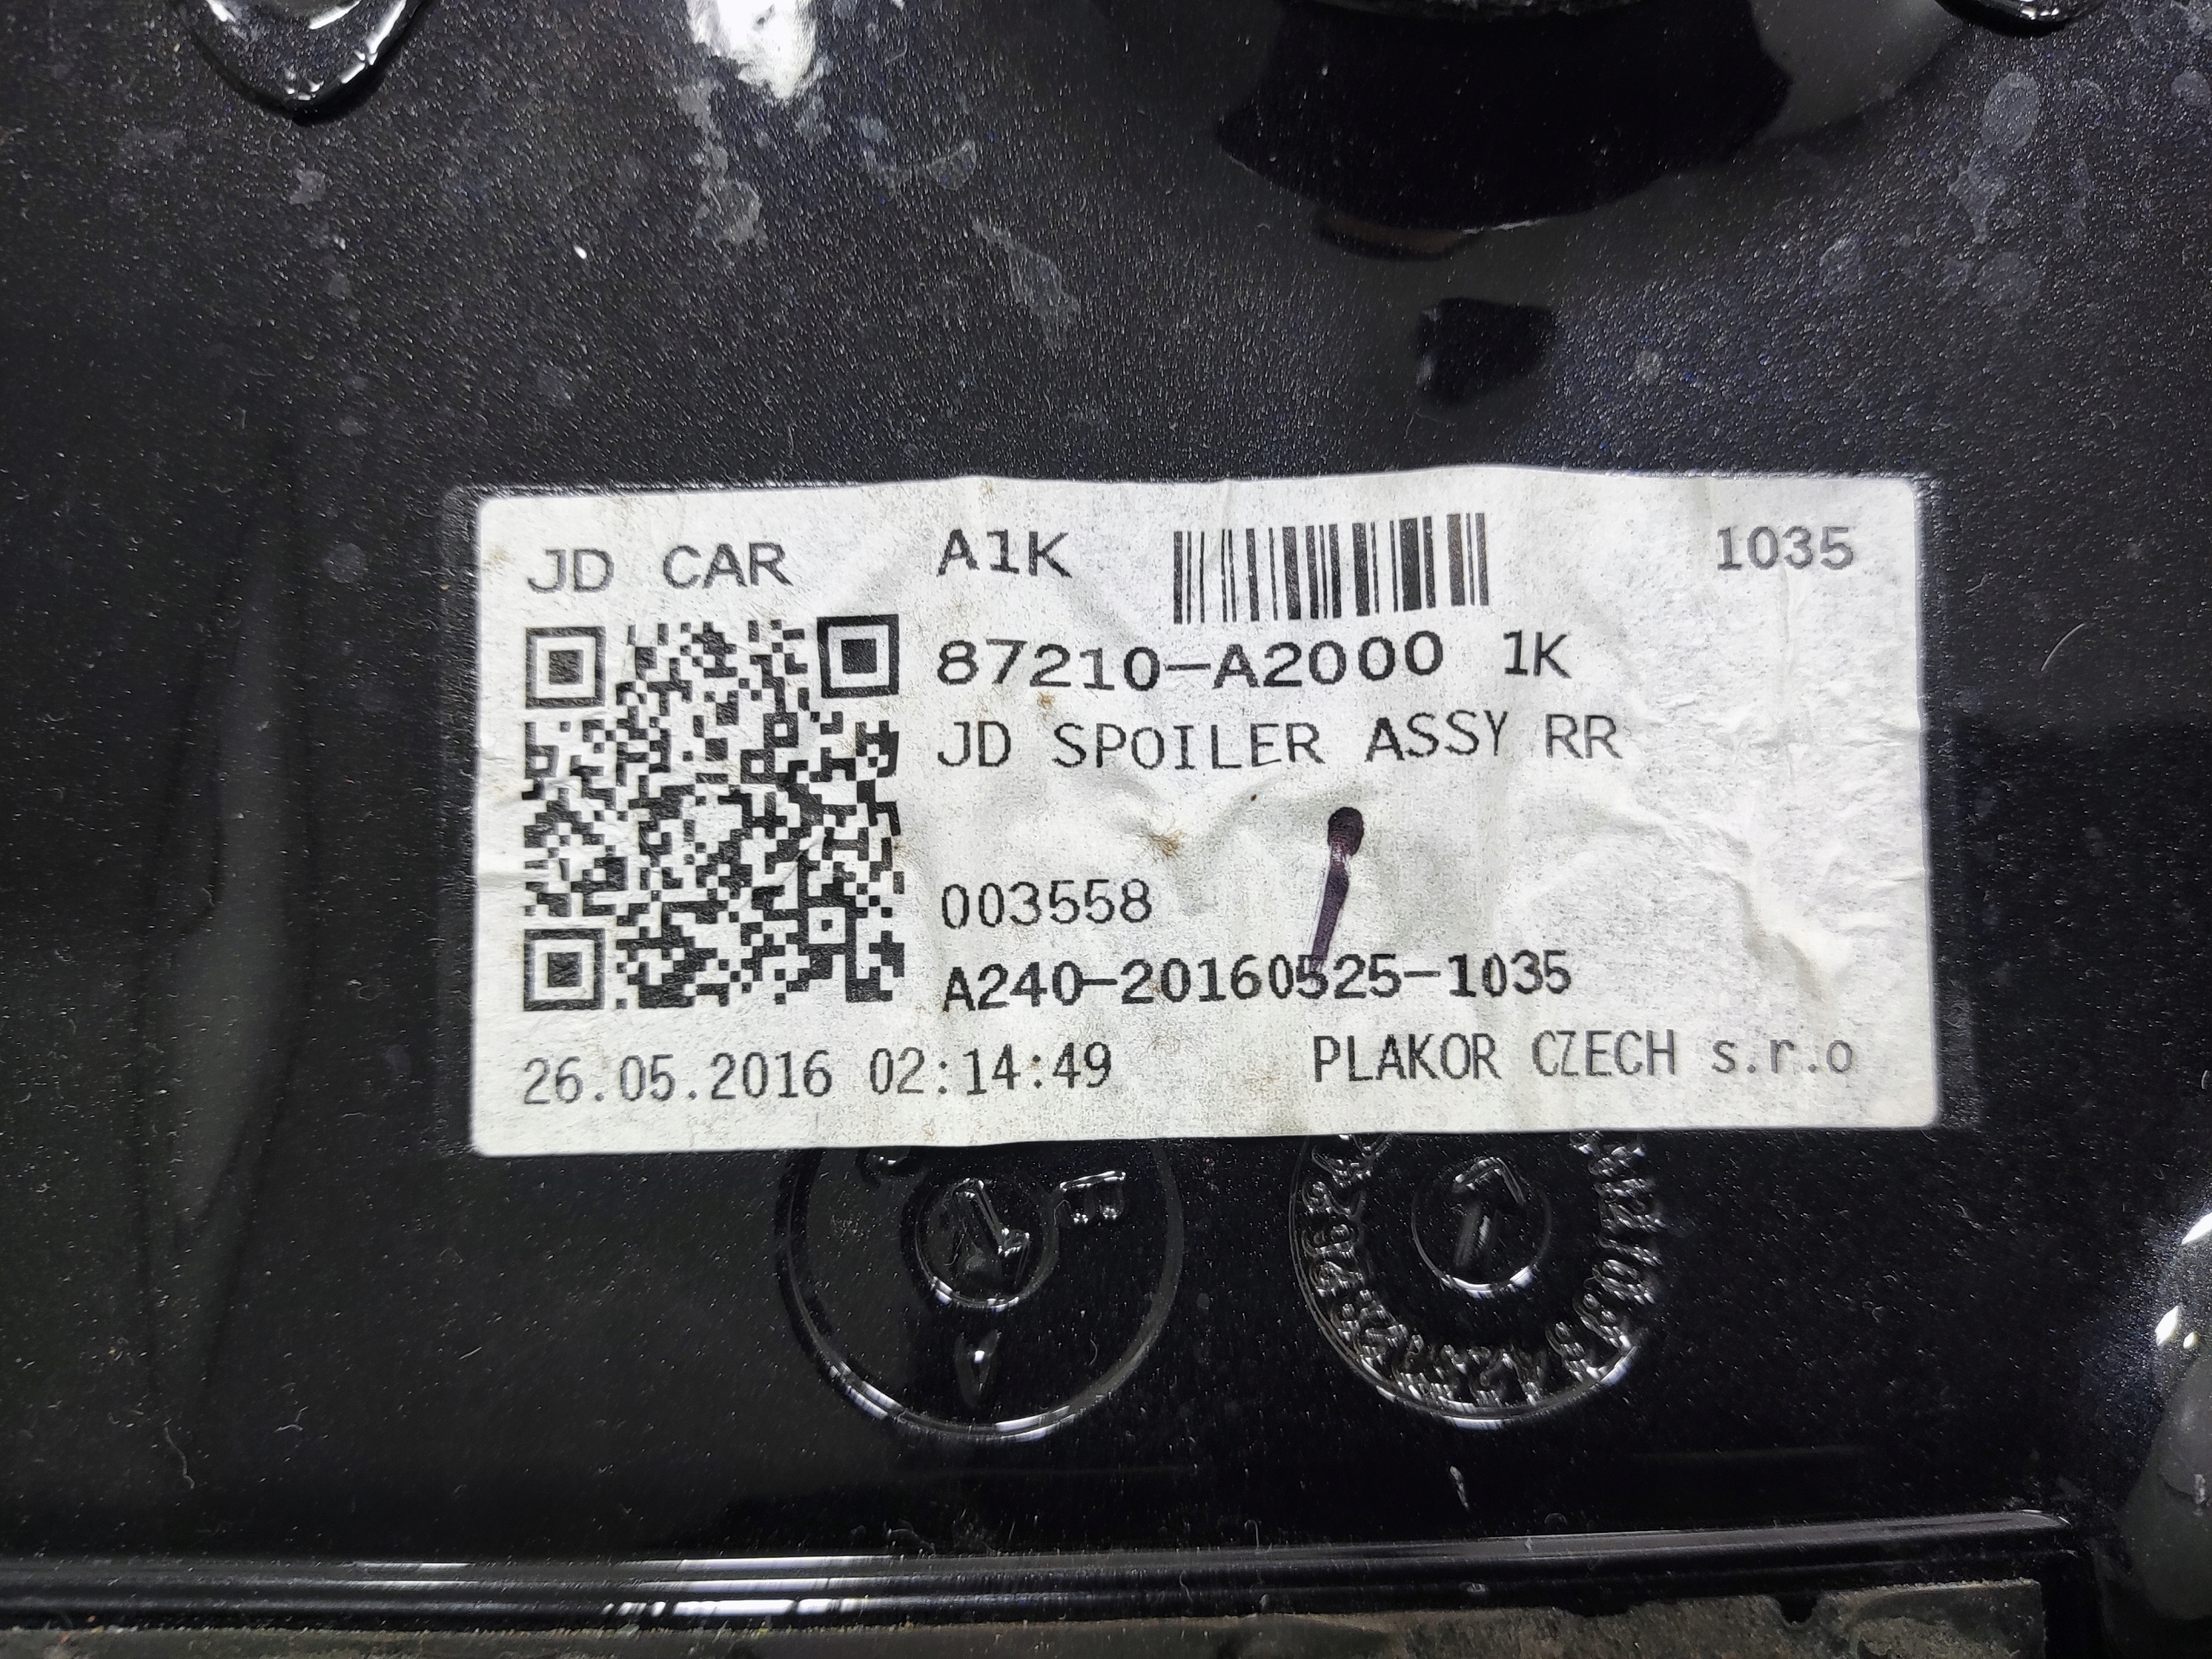 JD CAR A1K 1035
87210-A2000 1K
JD SPOILER ASSY RR
003558
A240-20160525-1035
26.05.2016 02:14:49 PLAKOR CZECH s.r.o